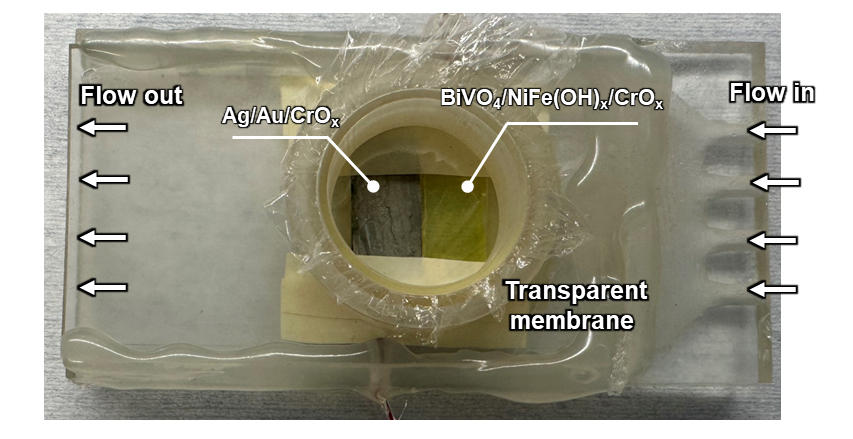 Flow out
Ag/Au/CrOₓ
BiVO₄/NiFe(OH)ₓ/CrOₓ
Flow in
Transparent
membrane